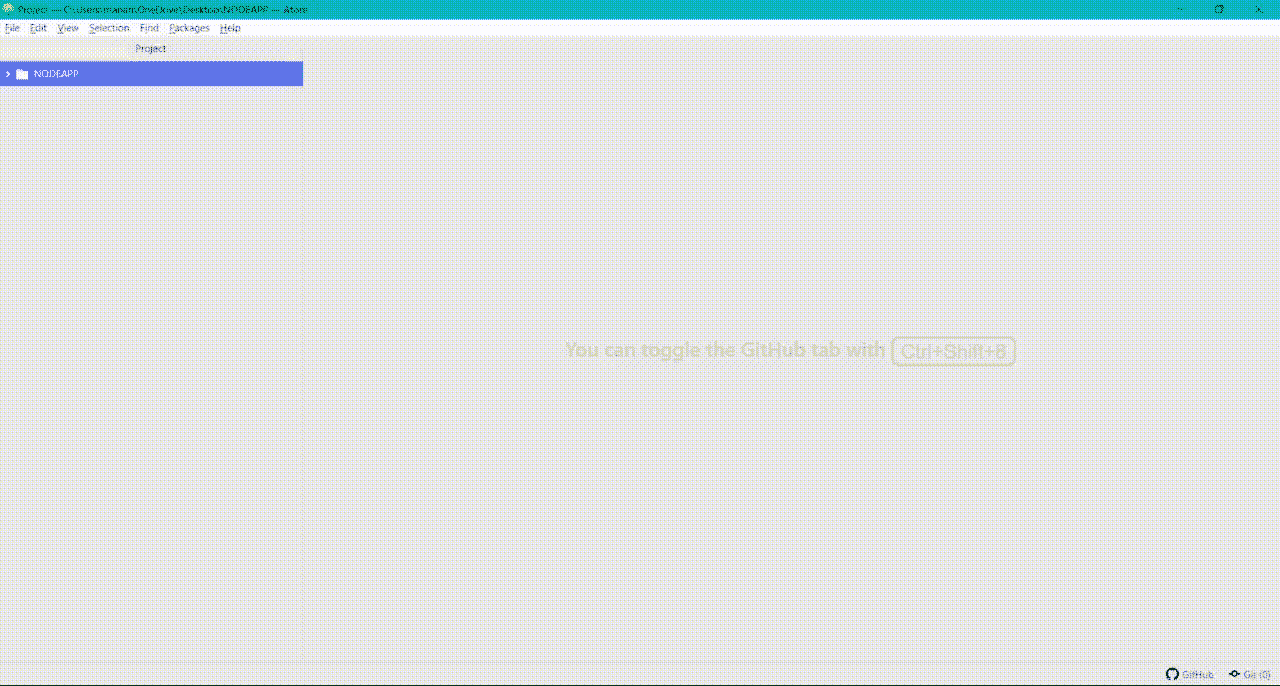 Project — C:\Users\manam\OneDrive\Desktop\NODEAPP — Atom
File Edit View Selection Find Packages Help
Project
NODEAPP
You can toggle the GitHub tab with Ctrl+Shift+8
GitHub Git (0)